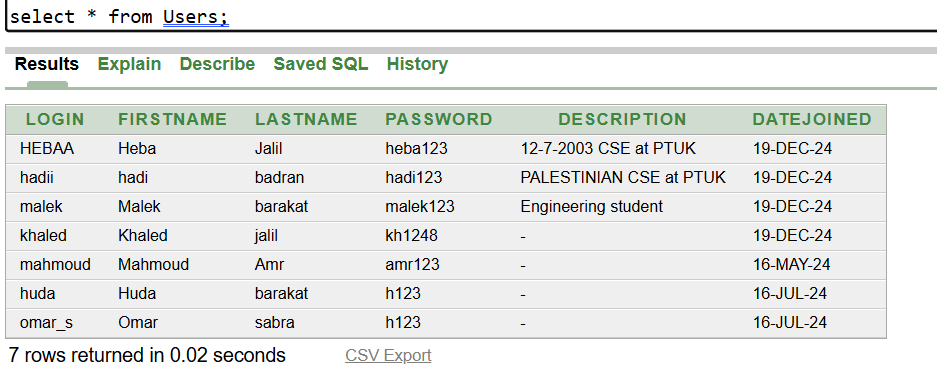 select * from Users;
Results Explain Describe Saved SQL History
LOGIN FIRSTNAME LASTNAME PASSWORD DESCRIPTION DATEJOINED
HEBAA Heba Jalil heba123 12-7-2003 CSE at PTUK 19-DEC-24
hadii hadi badran hadi123 PALESTINIAN CSE at PTUK 19-DEC-24
malek Malek barakat malek123 Engineering student 19-DEC-24
khaled Khaled jalil kh1248 - 19-DEC-24
mahmoud Mahmoud Amr amr123 - 16-MAY-24
huda Huda barakat h123 - 16-JUL-24
omar_s Omar sabra h123 - 16-JUL-24
7 rows returned in 0.02 seconds CSV Export